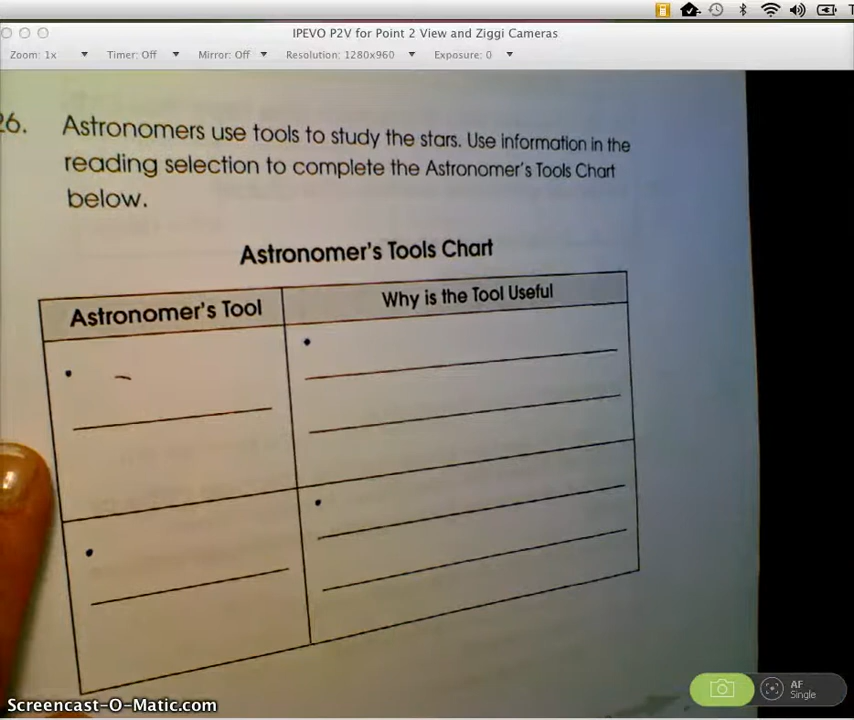 IPEVO P2V for Point 2 View and Ziggi Cameras
Zoom: 1x Timer: Off Mirror: Off Resolution: 1280x960 Exposure: 0
26. Astronomers use tools to study the stars. Use information in the
reading selection to complete the Astronomer's Tools Chart
below.
Astronomer's Tools Chart
Astronomer's Tool Why is the Tool Useful
AF
Single
Screencast-O-Matic.com